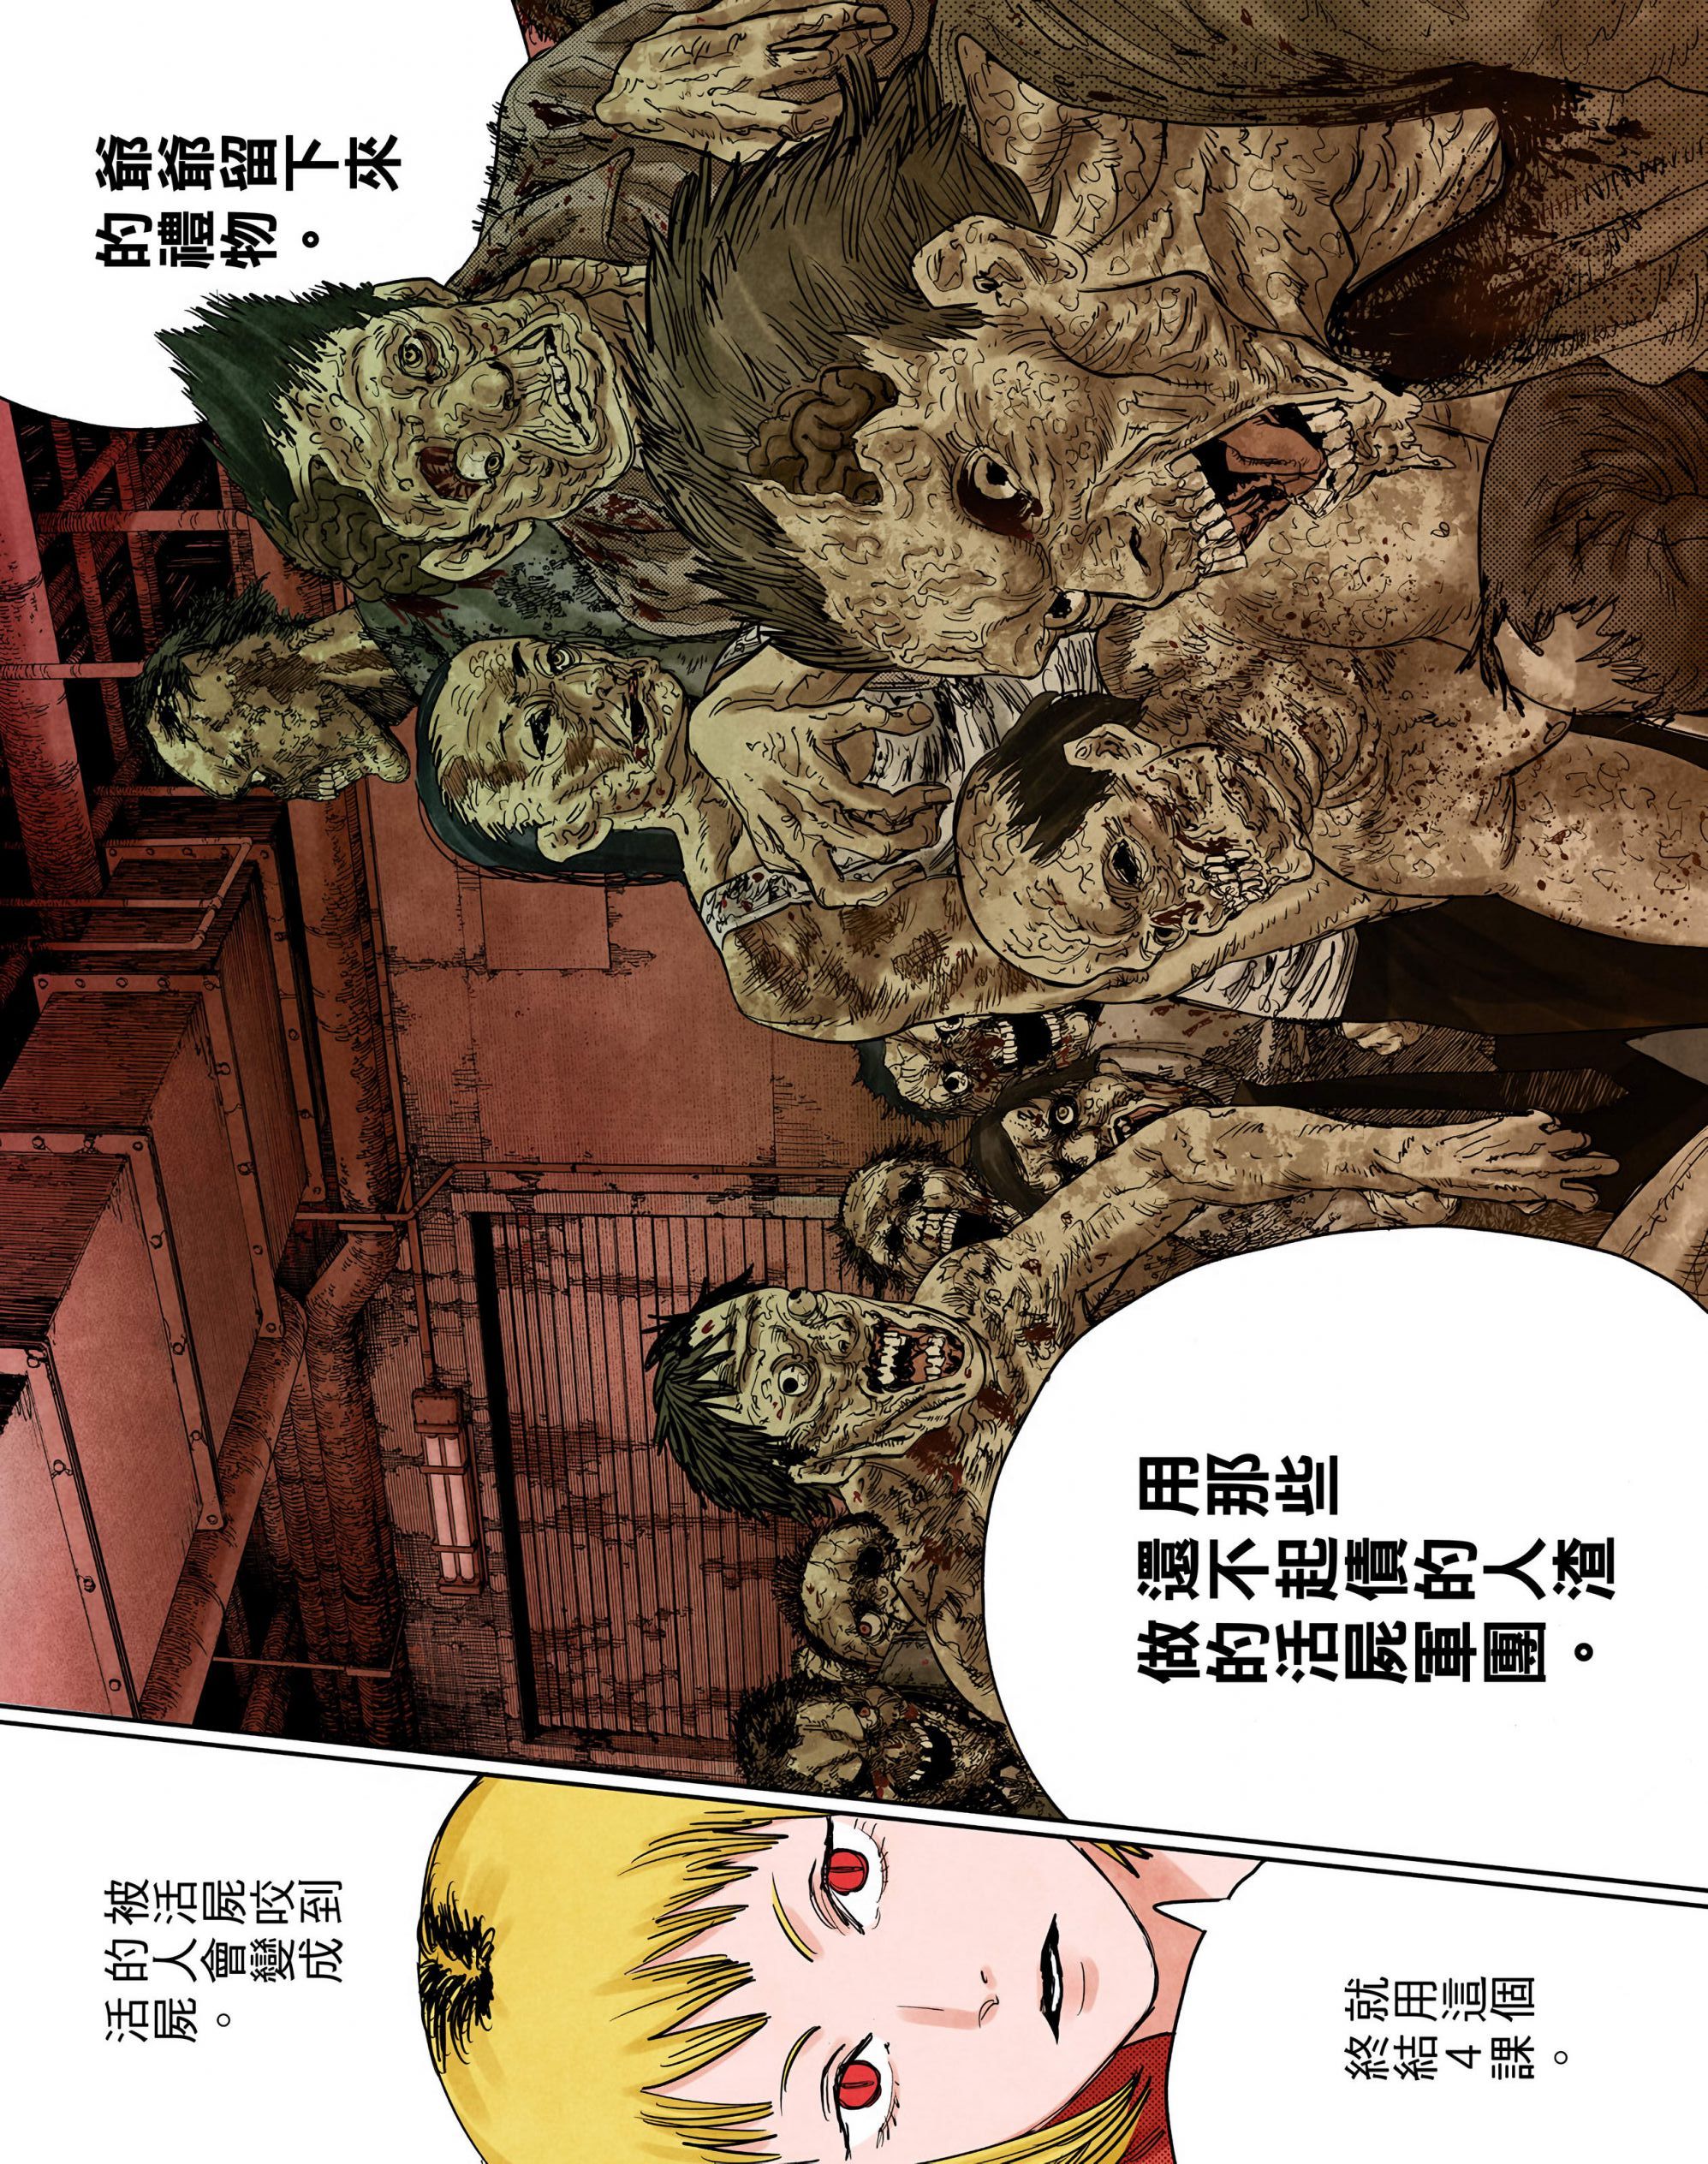 爺爺留下來
的禮物。
用那些
還不起債的人渣
做的活屍軍團。
被活屍咬到
的人會變成
活屍。
就用這個
終結4課。